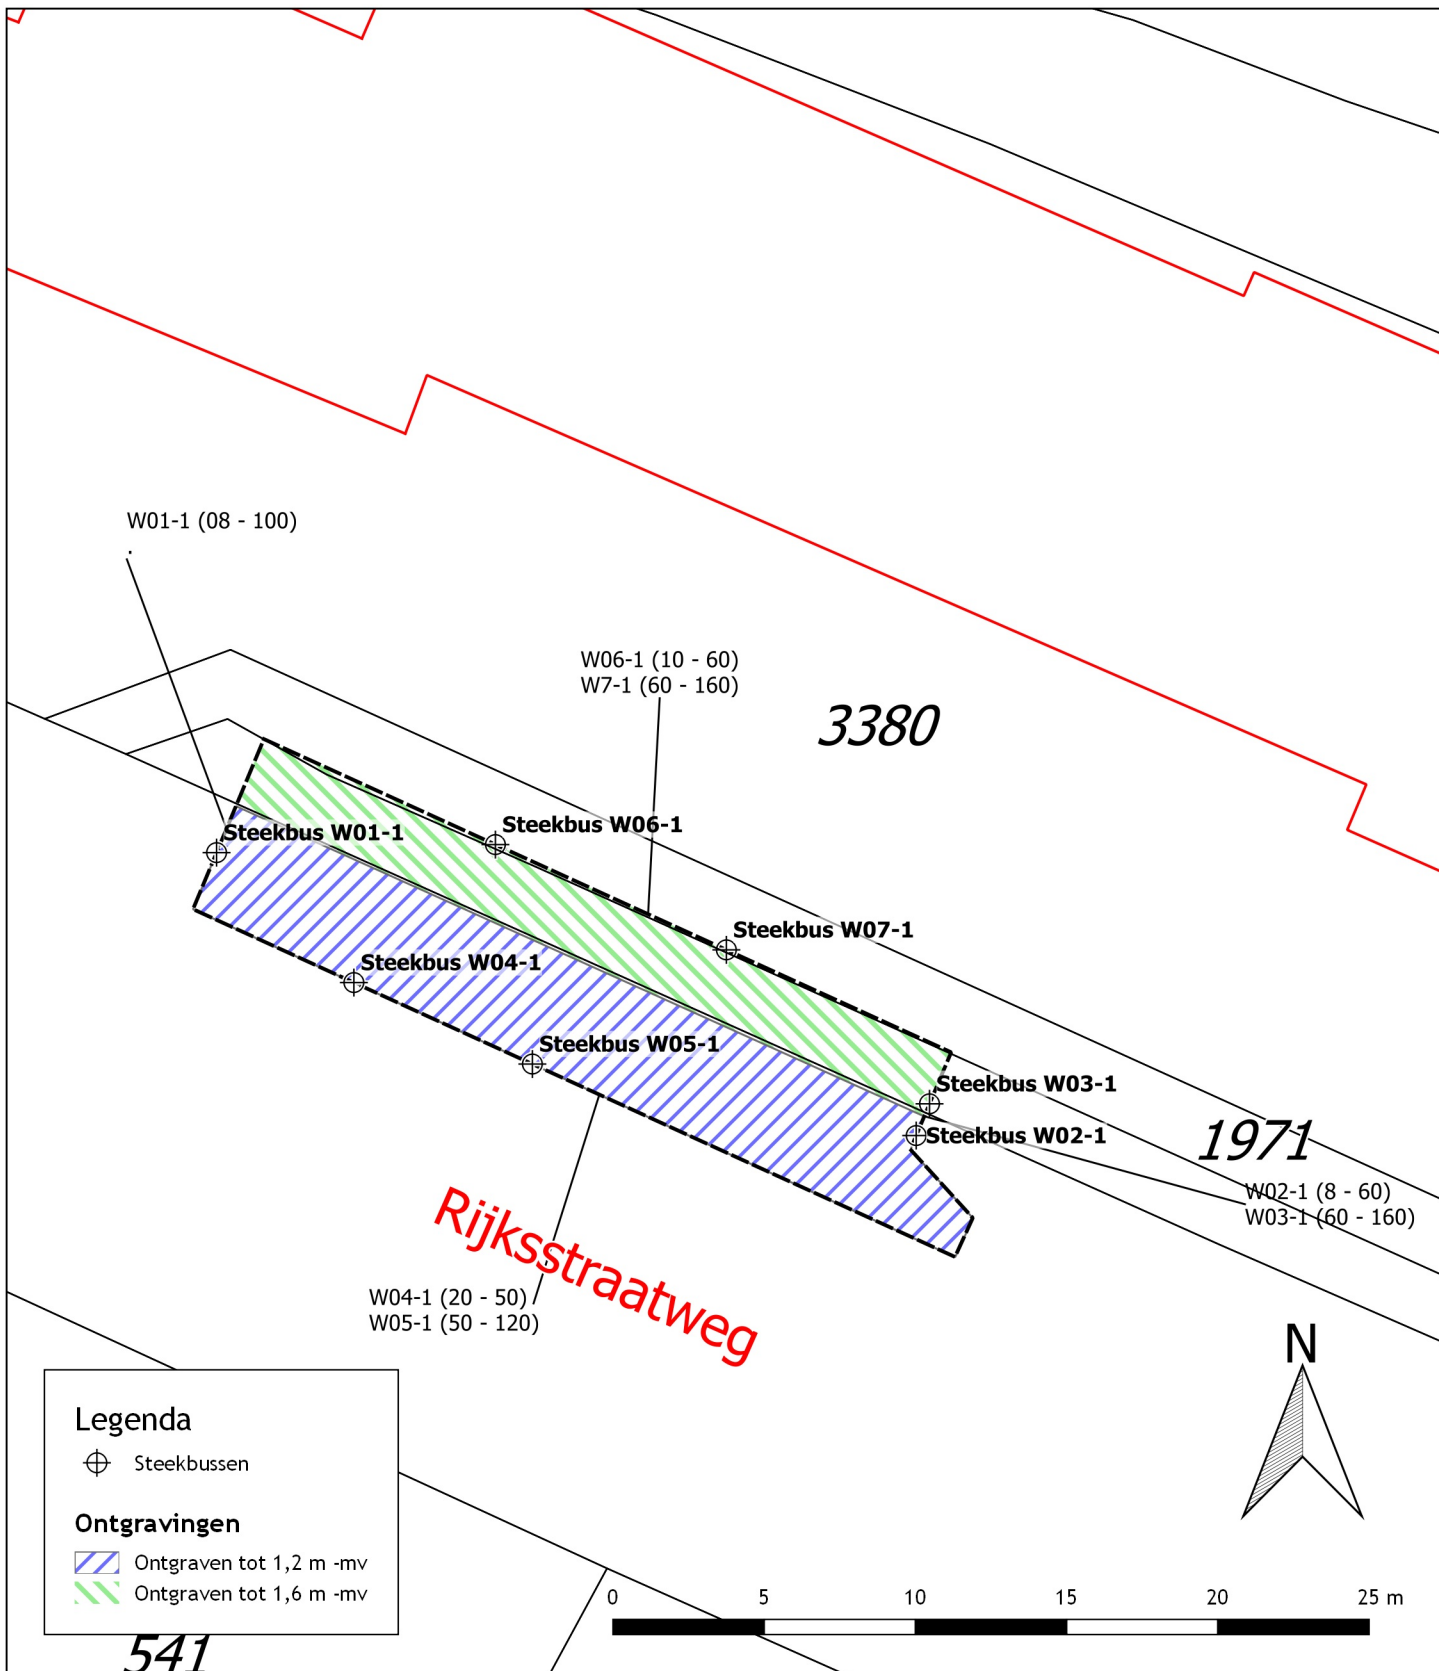 W01-1 (08 - 100)
.
W06-1 (10 - 60)
W7-1 (60 - 160)
3380
Steekbus W06-1
Steekbus W01-1
Steekbus W07-1
Steekbus W04-1
Steekbus W05-1
Steekbus W03-1
Steekbus W02-1
1971
W02-1 (8 - 60)
W03-1 (60 - 160)
Rijksstraatweg
W04-1 (20 - 50)
W05-1 (50 - 120)
N
Legenda
Steekbussen
Ontgravingen
Ontgraven tot 1,2 m -mv
Ontgraven tot 1,6 m -mv
0 5 10 15 20 25 m
541